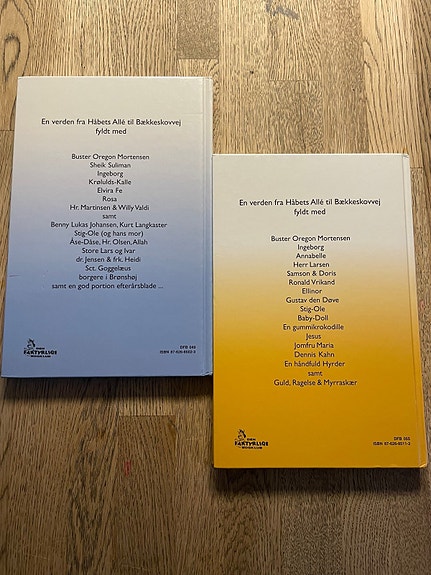 En verden fra Håbets Allé til Bækkeskovvej
fyldt med
Buster Oregon Mortensen
Sheik Suliman
Ingeborg
Krølulds-Kalle
Elvira Fe
Rosa
Hr. Martinsen & Willy Valdi
samt
Benny Lukas Johansen, Kurt Langkaster
Stig-Ole (og hans mor)
Åse-Dåse, Hr. Olsen, Allah
Store Lars og Ivar
dr. Jensen & frk. Heidi
Sct. Goggelæus
borgere i Brønshøj
samt en god portion efterårsblade ...
DEN
FÆKTYRLIGE
En verden fra Håbets Allé til Bækkeskovvej
fyldt med
Buster Oregon Mortensen
Ingeborg
Annabelle
Herr Larsen
Samson & Doris
Ronald Vrikand
Ellinor
Gustav den Døve
Stig-Ole
Baby-Doll
En gummikrokodille
Jesus
Jomfru Maria
Dennis Kahn
En håndfuld Hyrder
samt
Guld, Ragelse & Myrraskær
DEN